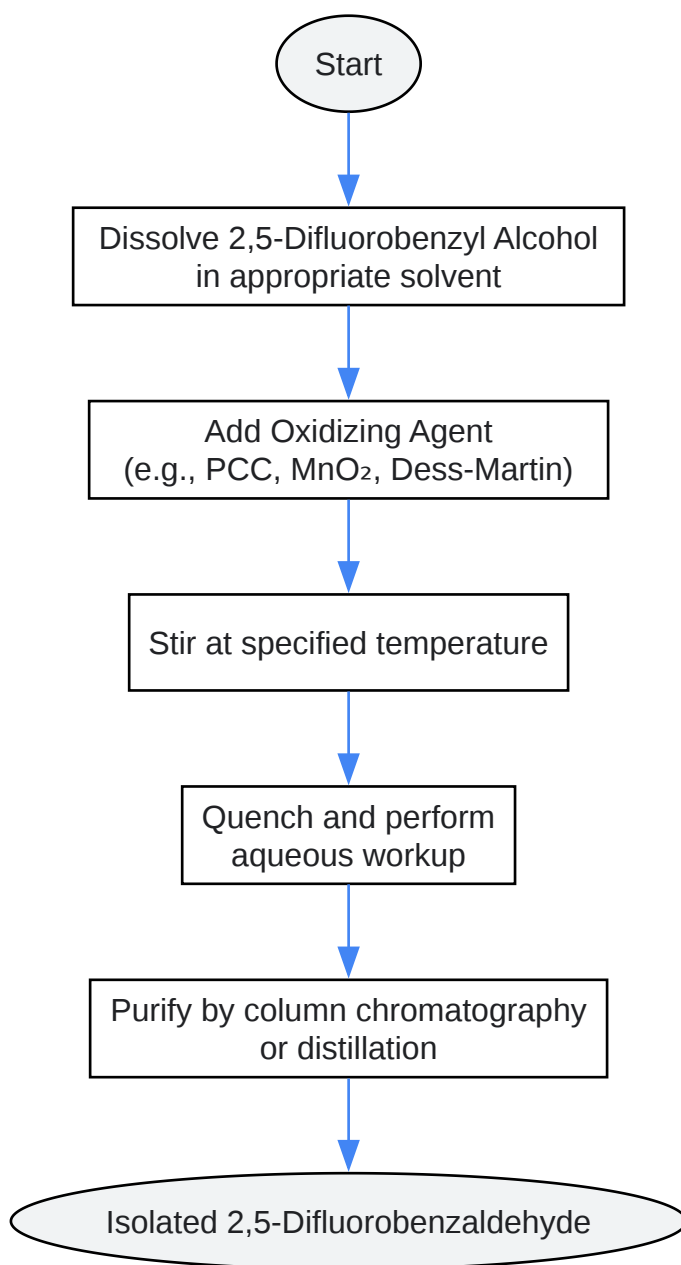 Start
Dissolve 2,5-Difluorobenzyl Alcohol
in appropriate solvent
Add Oxidizing Agent
(e.g., PCC, MnO₂, Dess-Martin)
Stir at specified temperature
Quench and perform
aqueous workup
Purify by column chromatography
or distillation
Isolated 2,5-Difluorobenzaldehyde